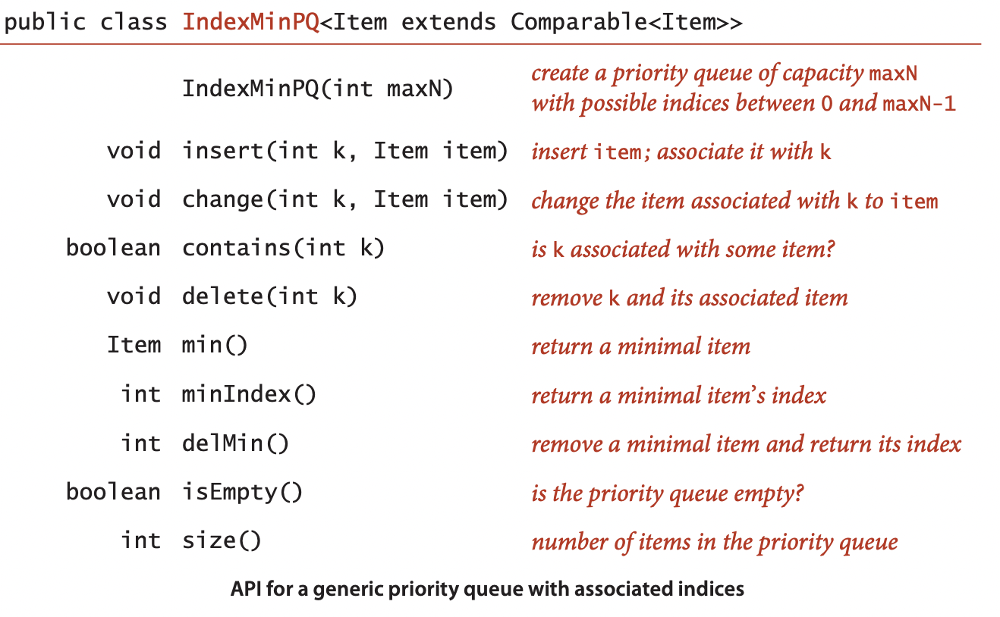 public class IndexMinPQ<Item extends Comparable<Item>>
IndexMinPQ(int maxN) create a priority queue of capacity maxN
with possible indices between 0 and maxN-1
void insert(int k, Item item) insert item; associate it with k
void change(int k, Item item) change the item associated with k to item
boolean contains(int k) is k associated with some item?
void delete(int k) remove k and its associated item
Item min() return a minimal item
int minIndex() return a minimal item’s index
int delMin() remove a minimal item and return its index
boolean isEmpty() is the priority queue empty?
int size() number of items in the priority queue
API for a generic priority queue with associated indices